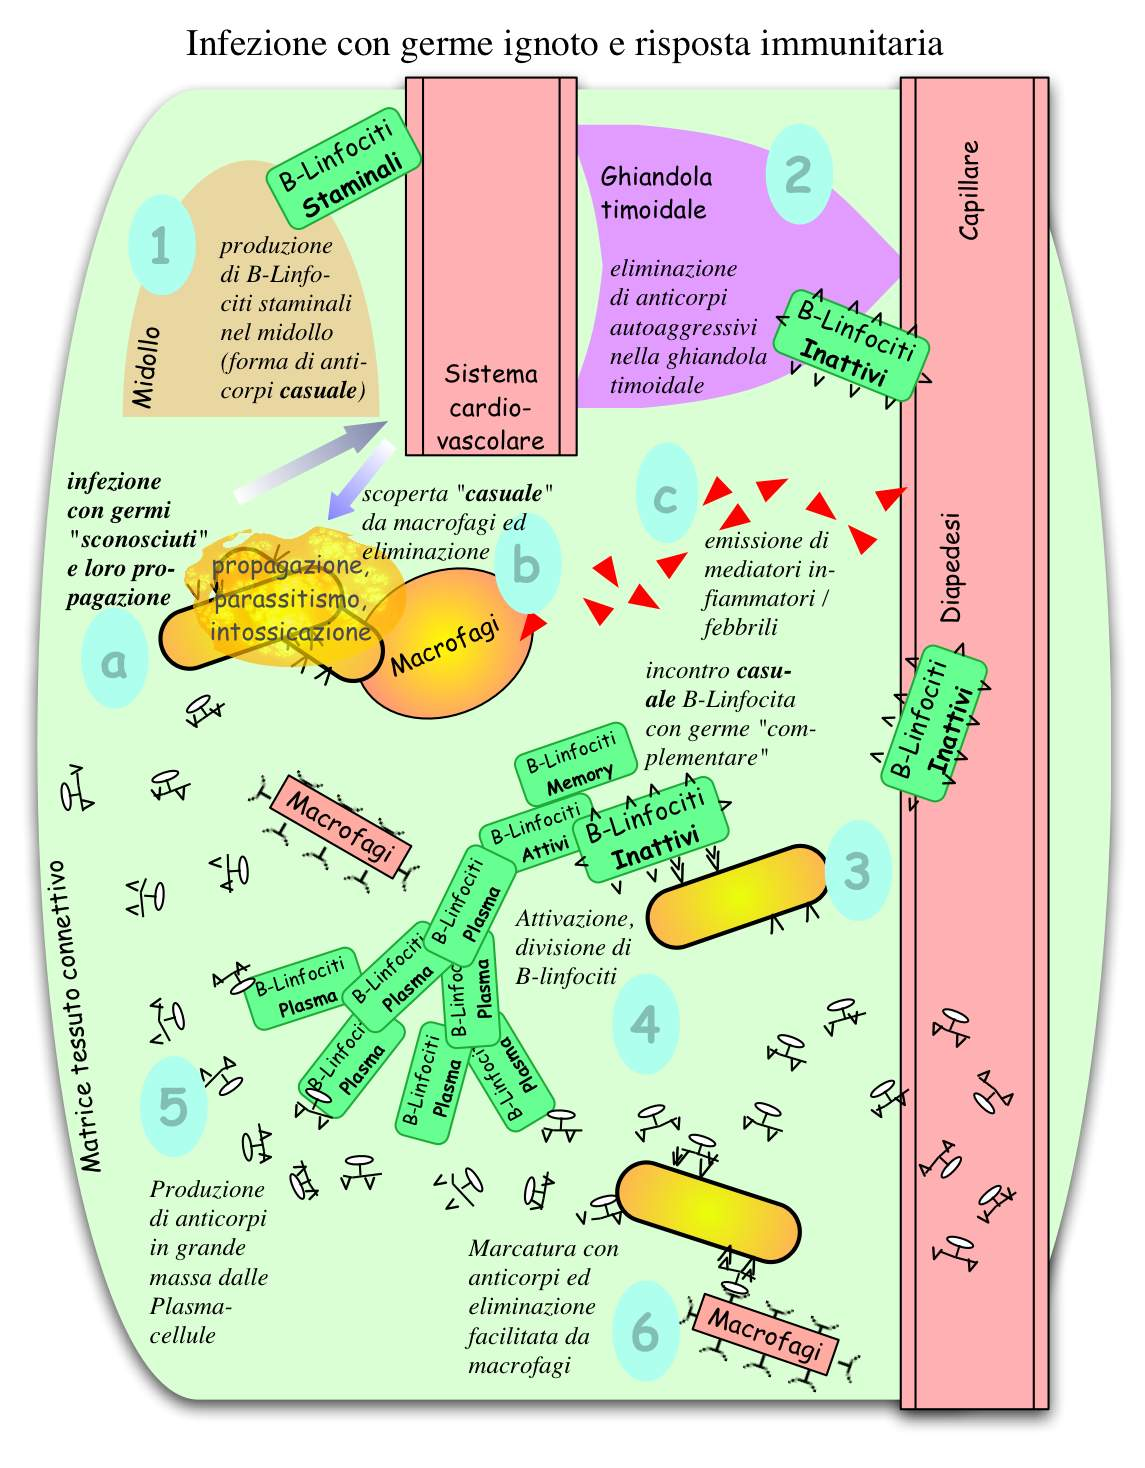 Infezione con germe ignoto e risposta immunitaria
B-Linfociti
Staminali
1
produzione
di B-Linfo-
citi staminali
nel midollo
(forma di anti-
corpi casuale)
Midollo
Sistema
cardio-
vascolare
Ghiandola
timoidale
2
eliminazione
di anticorpi
autoaggressivi
nella ghiandola
timoidale
B-Linfociti
Inattivi
Capillare
infezione
con germi
"sconosciuti"
e loro pro-
pagazione
a
propagazione,
parassitismo,
intossicazione
scoperta "casuale"
da macrofagi ed
eliminazione
b
Macrofagi
c
emissione di
mediatori in-
fiammatori /
febbrili
Diapedesi
B-Linfociti
Inattivi
incontro casu-
ale B-Linfocita
con germe "com-
plementare"
3
B-Linfociti
Memory
B-Linfociti
Attivi
B-Linfociti
Inattivi
Macrofagi
Matrice tessuto connettivo
Attivazione,
divisione di
B-linfociti
4
B-Linfociti
Plasma
B-Linfociti
Plasma
B-Linfociti
Plasma
B-Linfoc
Plasma
B-Linfoci
Plasma
B-Linfociti
Plasma
B-Linfoci
Plasma
5
Produzione
di anticorpi
in grande
massa dalle
Plasma-
cellule
Marcatura con
anticorpi ed
eliminazione
facilitata da
macrofagi
6
Macrofagi